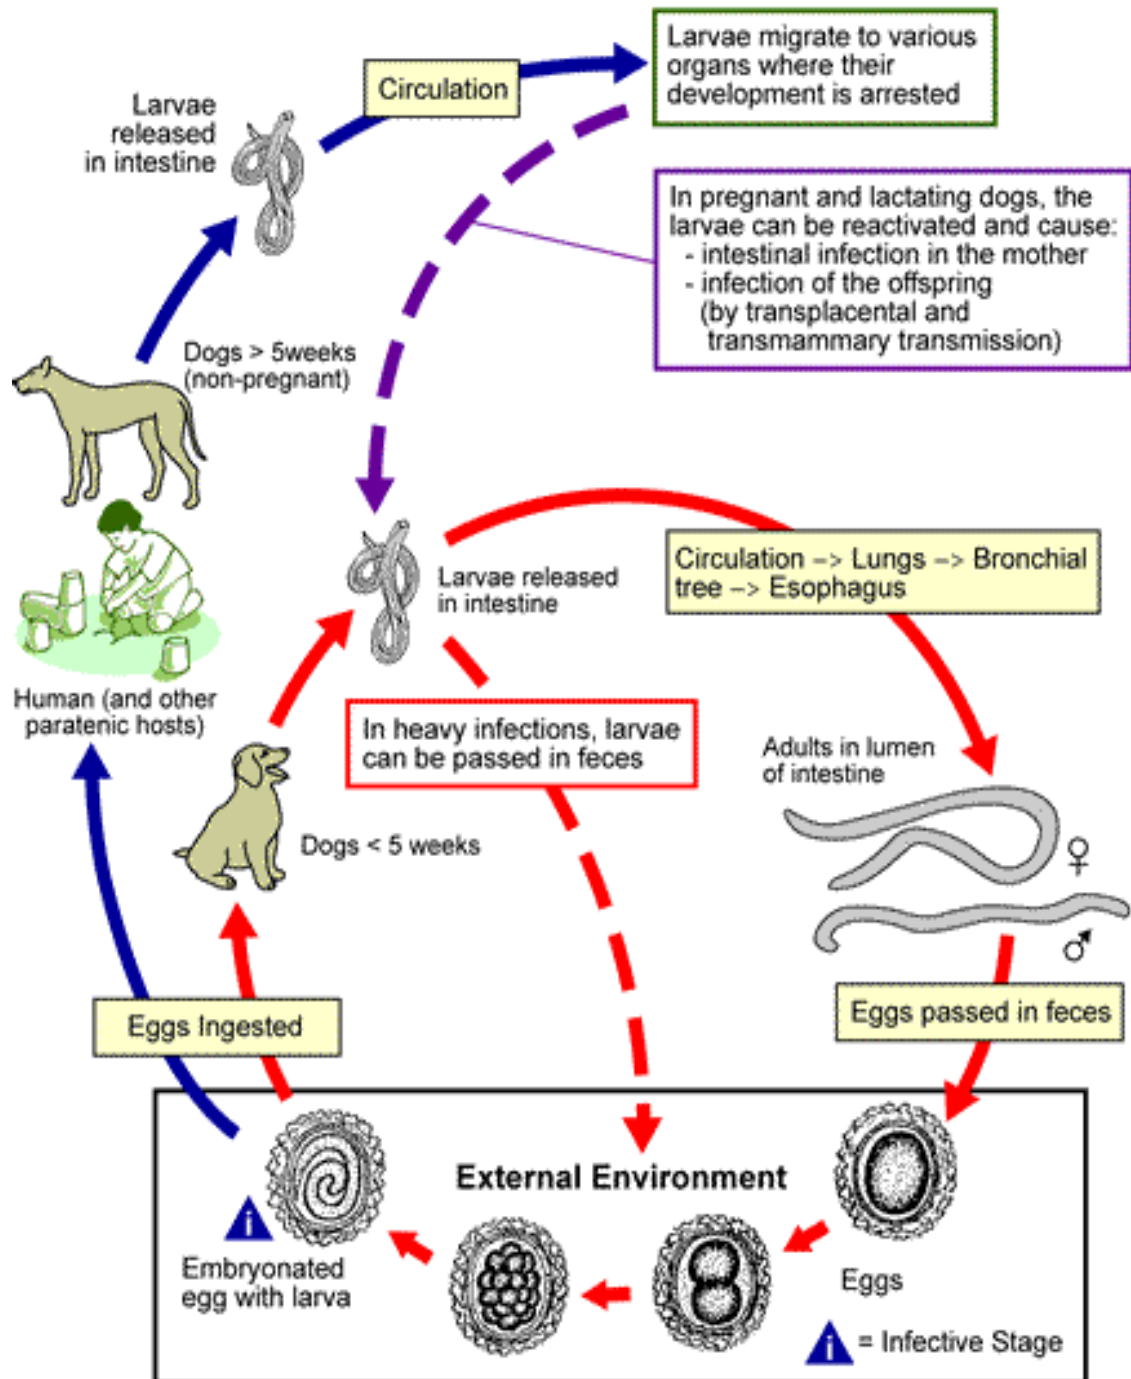 Larvae migrate to various
organs where their
development is arrested
Circulation
Larvae
released
in intestine
In pregnant and lactating dogs, the
larvae can be reactivated and cause:
- intestinal infection in the mother
- infection of the offspring
(by transplacental and
transmammary transmission)
Dogs > 5weeks
(non-pregnant)
Circulation –> Lungs –> Bronchial
tree –> Esophagus
Larvae released
in intestine
Human (and other
paratenic hosts)
In heavy infections, larvae
can be passed in feces
Adults in lumen
of intestine
♀
Dogs < 5 weeks
♂
Eggs Ingested
Eggs passed in feces
External Environment
i
Embryonated
egg with larva
Eggs
i = Infective Stage